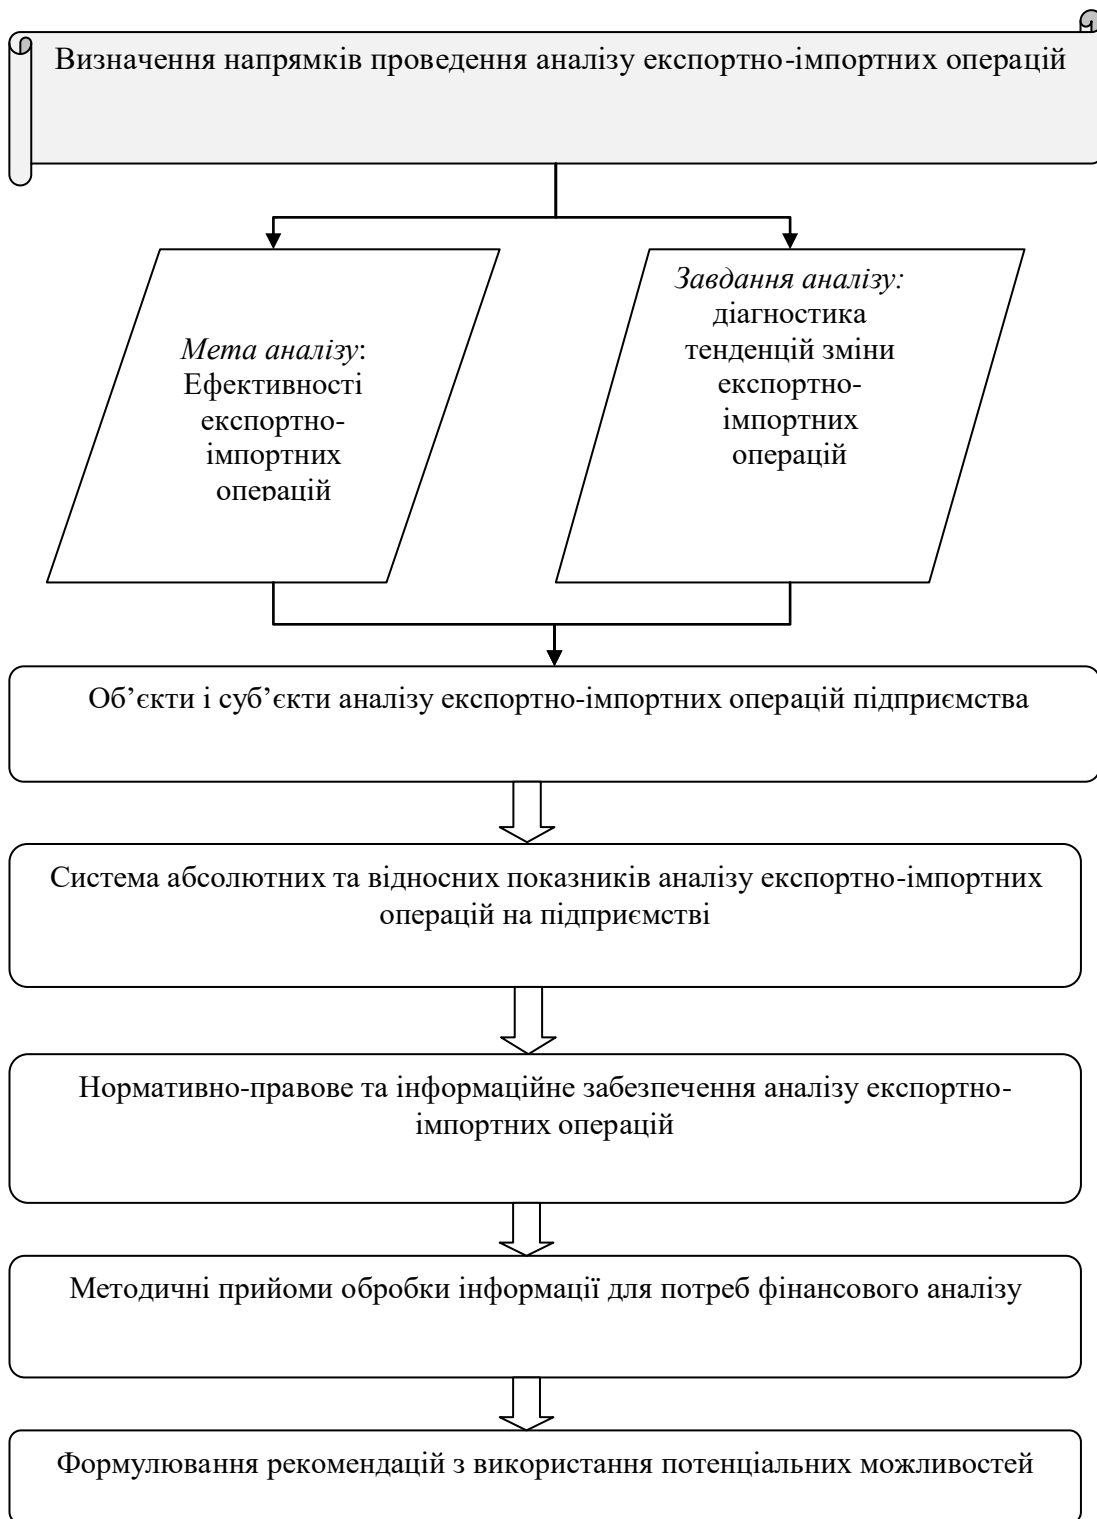 Визначення напрямків проведення аналізу експортно-імпортних операцій
Мета аналізу:
Ефективності
експортно-
імпортних
операцій
Завдання аналізу:
діагностика
тенденцій зміни
експортно-
імпортних
операцій
Об’єкти і суб’єкти аналізу експортно-імпортних операцій підприємства
Система абсолютних та відносних показників аналізу експортно-імпортних
операцій на підприємстві
Нормативно-правове та інформаційне забезпечення аналізу експортно-
імпортних операцій
Методичні прийоми обробки інформації для потреб фінансового аналізу
Формулювання рекомендацій з використання потенціальних можливостей